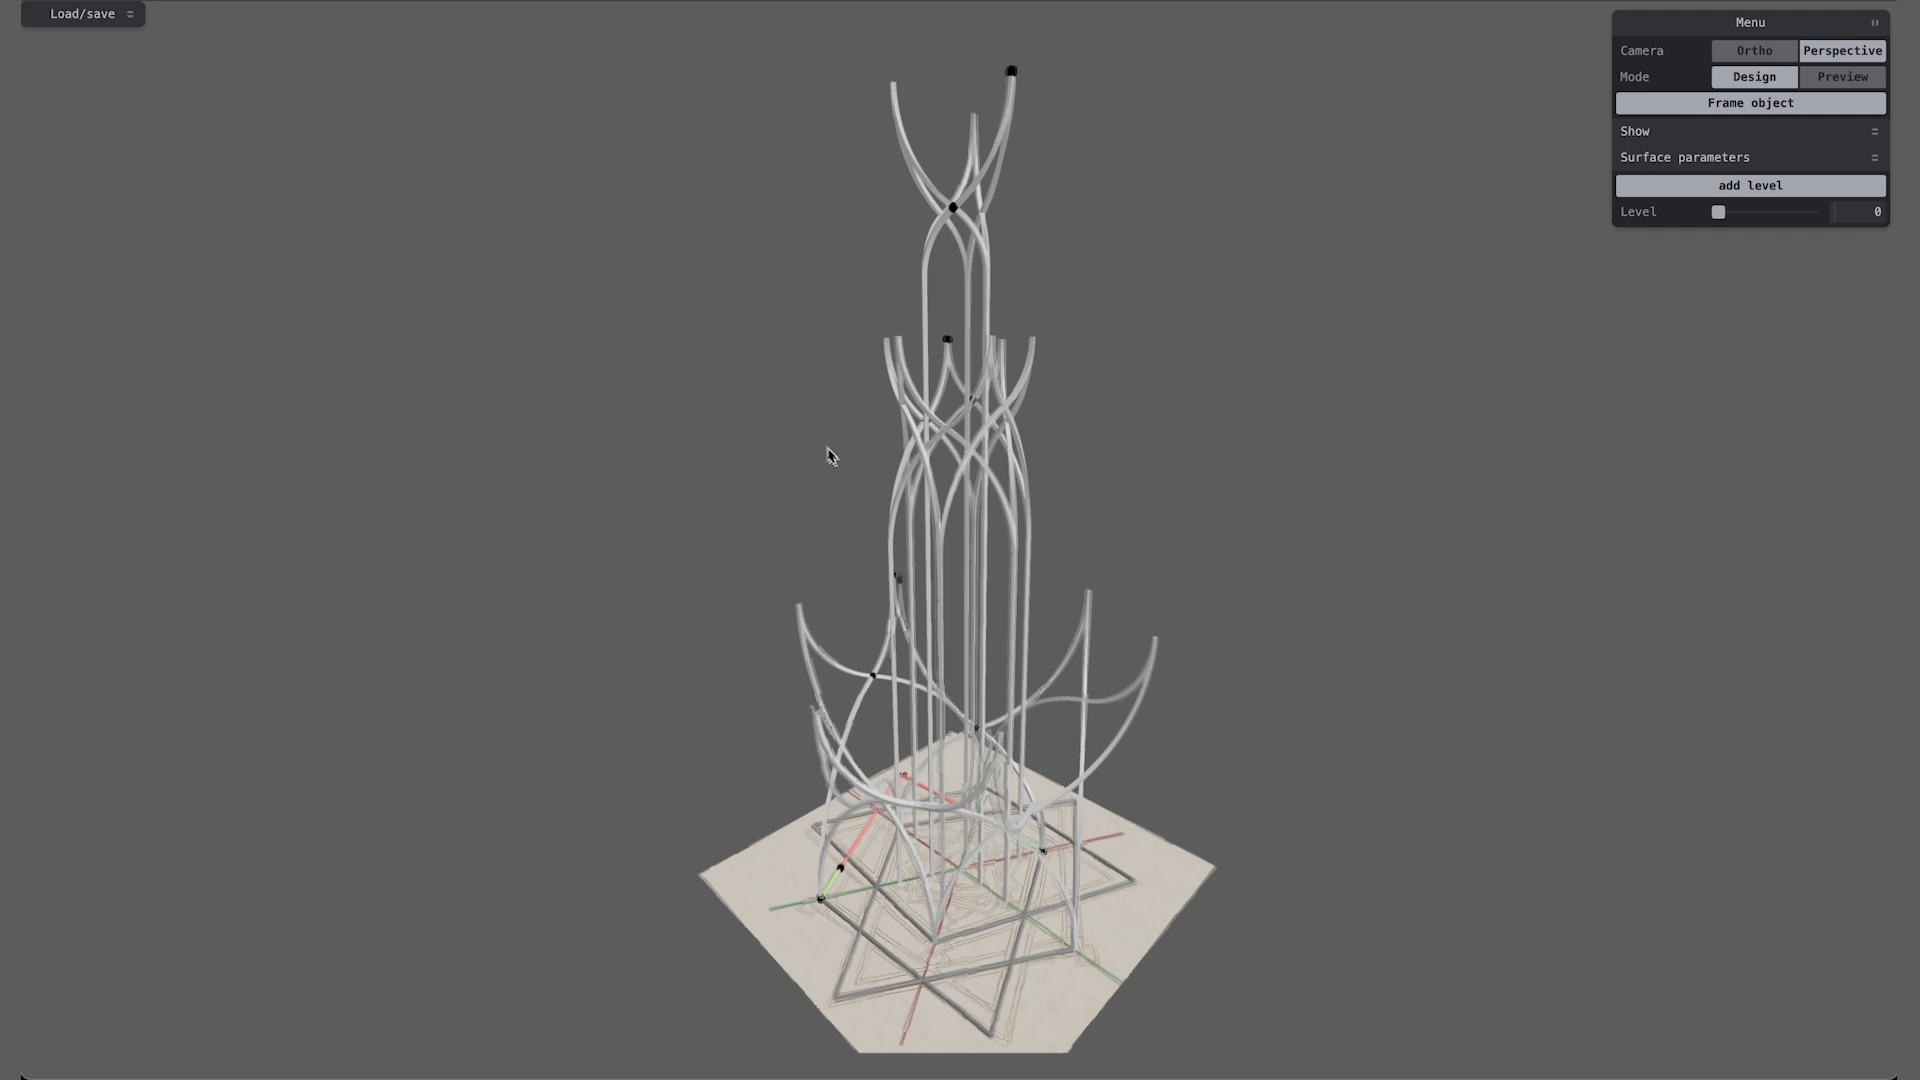 Load/save
Menu
Camera Ortho Perspective
Mode Design Preview
Frame object
Show
Surface parameters
add level
Level 0